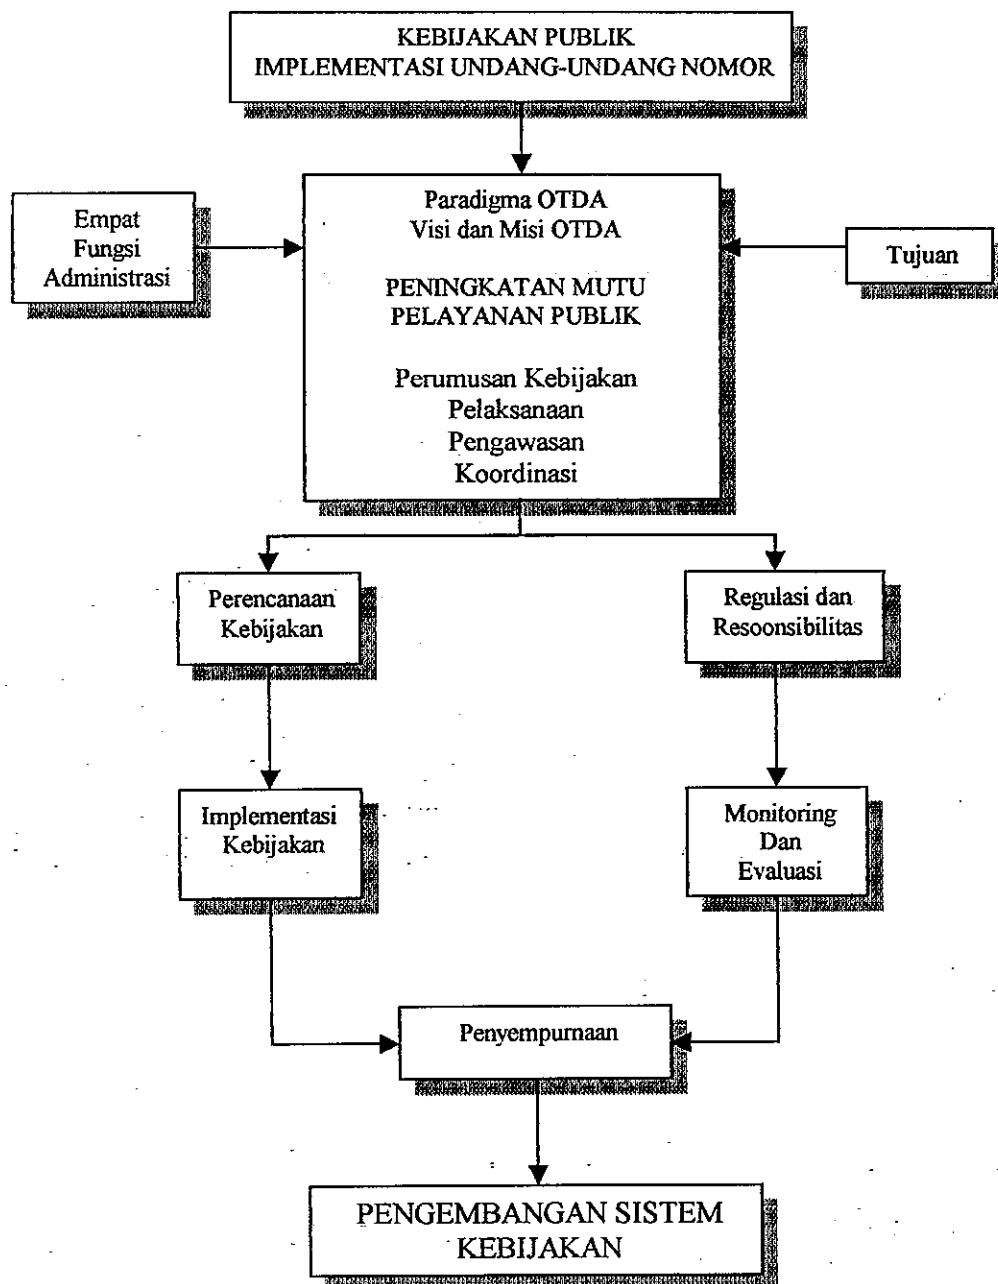 KEBIJAKAN PUBLIK
IMPLEMENTASI UNDANG-UNDANG NOMOR
Empat
Fungsi
Administrasi
Paradigma OTDA
Visi dan Misi OTDA
PENINGKATAN MUTU
PELAYANAN PUBLIK
Perumusan Kebijakan
Pelaksanaan
Pengawasan
Koordinasi
Tujuan
Perencanaan
Kebijakan
Regulasi dan
Resoonsibilitas
Implementasi
Kebijakan
Monitoring
Dan
Evaluasi
Penyempurnaan
PENGEMBANGAN SISTEM
KEBIJAKAN